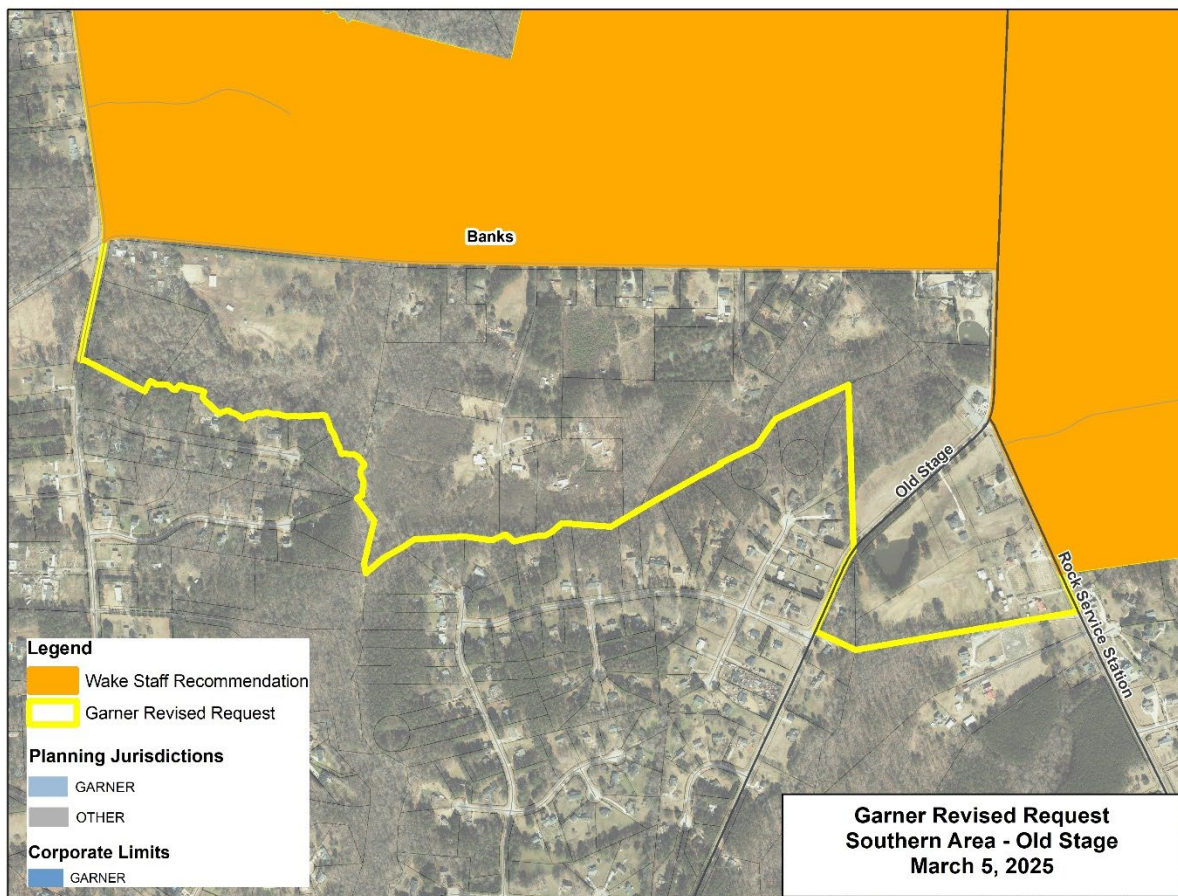 Banks
Old Stage
Rock Service Station
Legend
Wake Staff Recommendation
Garner Revised Request
Planning Jurisdictions
GARNER
OTHER
Corporate Limits
GARNER
Garner Revised Request
Southern Area - Old Stage
March 5, 2025